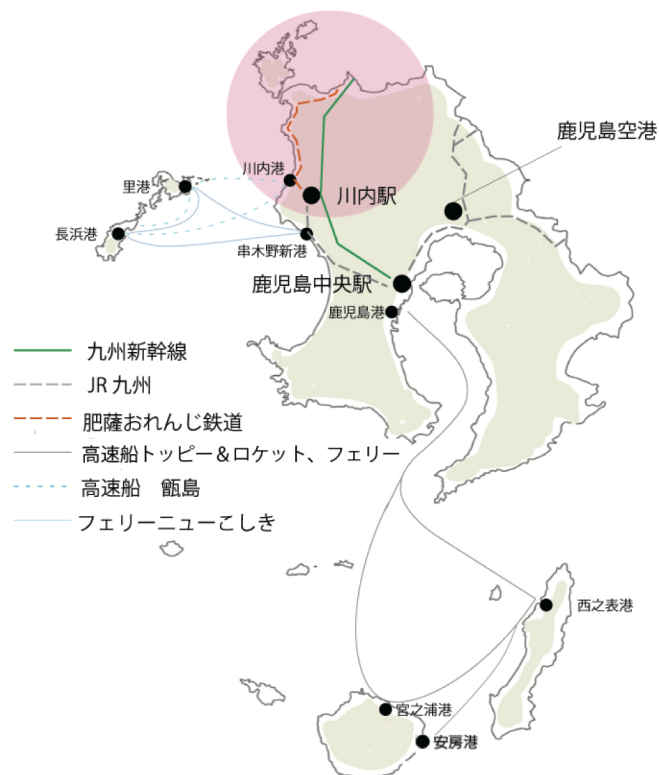 鹿児島空港
川内港
里港
川内駅
長浜港
串木野新港
鹿児島中央駅
鹿児島港
九州新幹線
JR九州
肥薩おれんじ鉄道
高速船トッピー＆ロケット、フェリー
高速船　甑島
フェリーニューこしき
西之表港
宮之浦港
安房港